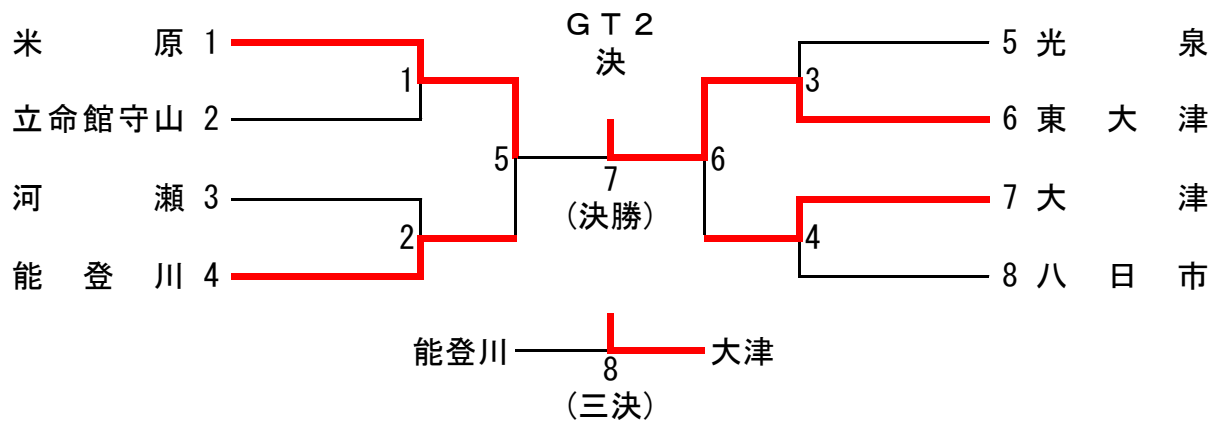 GT2
決
米原 1
立命館守山 2
河瀬 3
能登川 4
1
2
5
7
(決勝)
6
3
4
5 光泉
6 東大津
7 大津
8 八日市
能登川
大津
8
(三決)